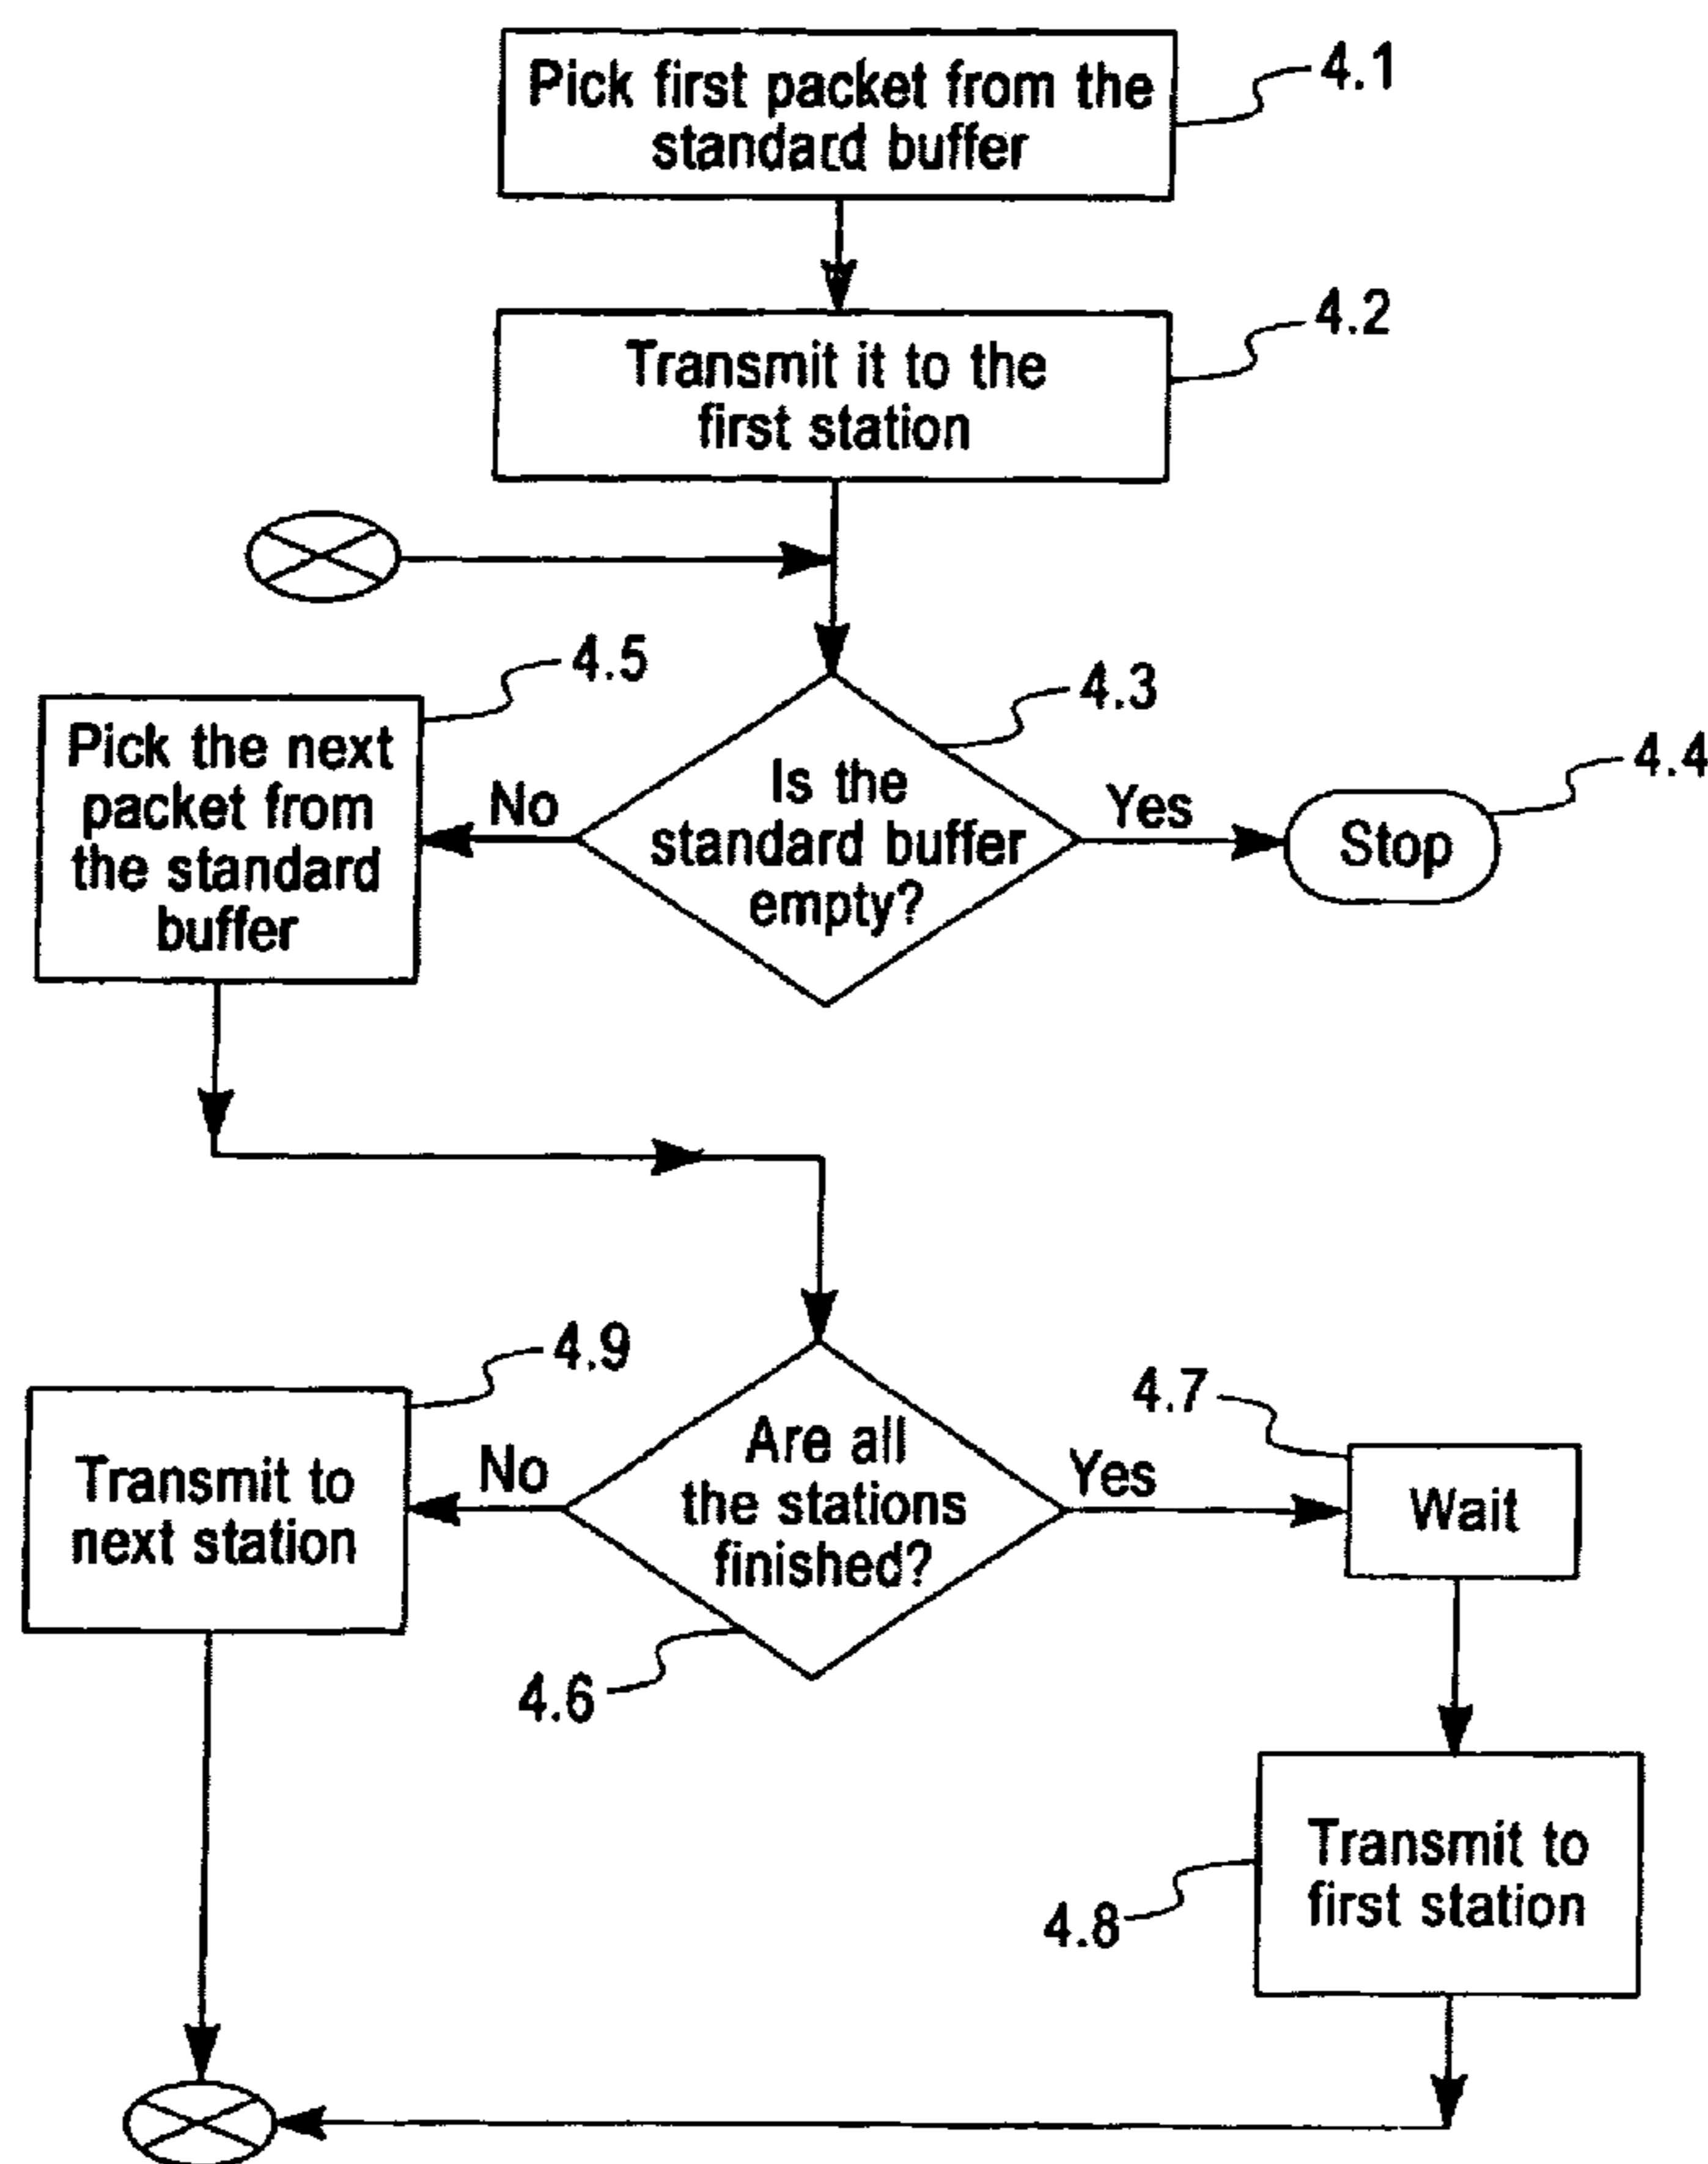 Pick first packet from the
standard buffer
4.1
Transmit it to the
first station
4.2
4.5
Pick the next
packet from
the standard
buffer
No
4.3
Is the
standard buffer
empty?
Yes
4.4
Stop
4.9
Transmit to
next station
No
Are all
the stations
finished?
4.6
Yes
4.7
Wait
Transmit to
first station
4.8